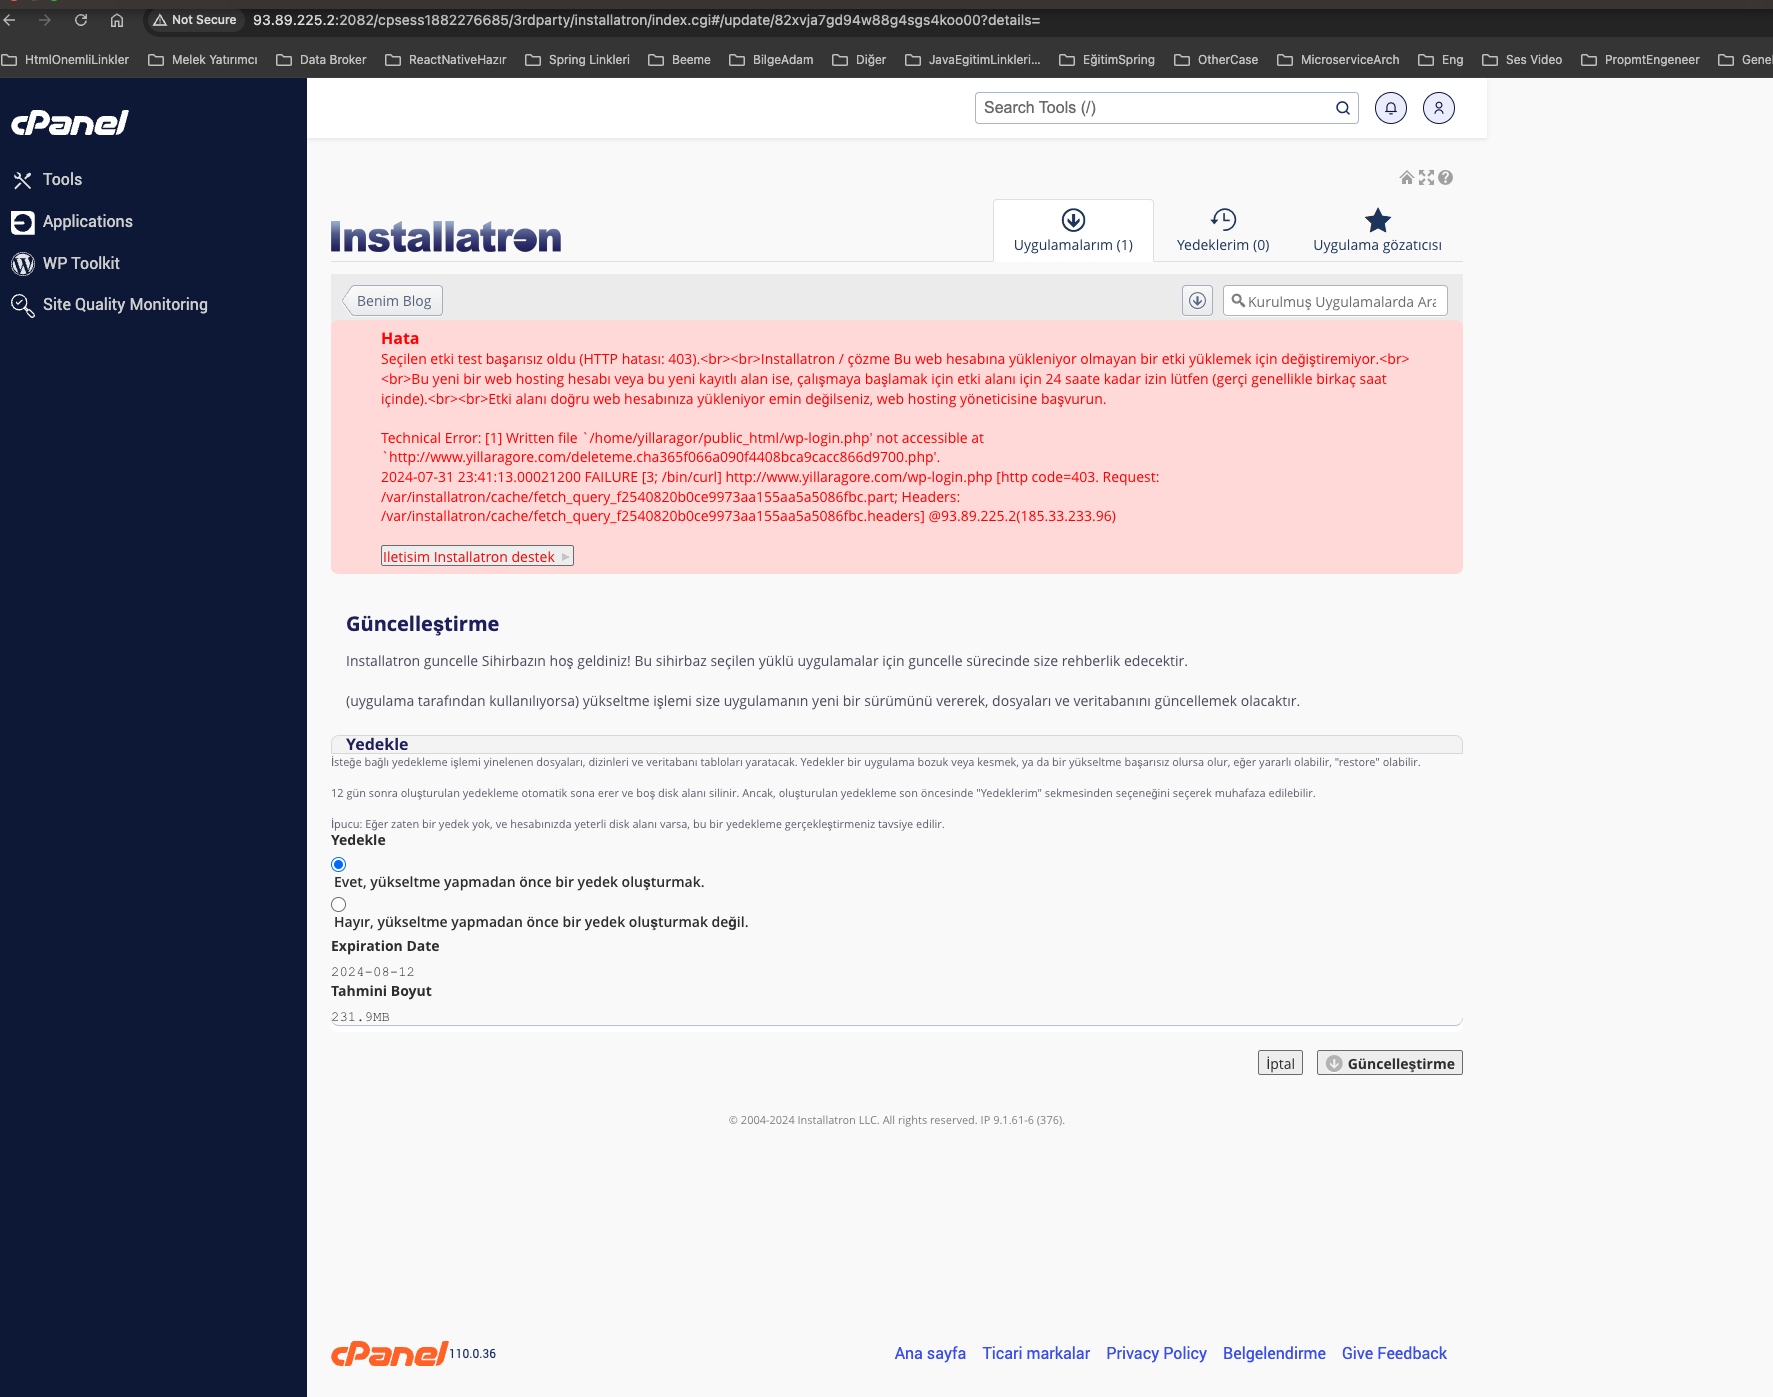 Not Secure 93.89.225.2:2082/cpsess1882276685/3rdparty/installatron/index.cgi#/update/82xvja7gd94w88g4sgs4koo00?details=
HtmlOnemliLinkler Melek Yatırımcı Data Broker ReactNativeHazır Spring Linkleri Beeme BilgeAdam Diğer JavaEgitimLinkleri... EğitimSpring OtherCase MicroserviceArch Eng Ses Video PropmtEngeneer Genel
cPanel
Search Tools (/)
Tools
Applications
WP Toolkit
Site Quality Monitoring
Installatron
Uygulamalarım (1) Yedeklerim (0) Uygulama gözatıcısı
Benim Blog
Kurulmuş Uygulamalarda Ara
Hata
Seçilen etki test başarısız oldu (HTTP hatası: 403).<br><br>Installatron / çözme Bu web hesabına yükleniyor olmayan bir etki yüklemek için değiştiremiyor.<br>
<br>Bu yeni bir web hosting hesabı veya bu yeni kayıtlı alan ise, çalışmaya başlamak için etki alanı için 24 saate kadar izin lütfen (gerçi genellikle birkaç saat
içinde).<br><br>Etki alanı doğru web hesabınıza yükleniyor emin değilseniz, web hosting yöneticisine başvurun.
Technical Error: [1] Written file `/home/yillaragor/public_html/wp-login.php' not accessible at
`http://www.yillaragore.com/deleteme.cha365f066a090f4408bca9cacc866d9700.php'.
2024-07-31 23:41:13.00021200 FAILURE [3; /bin/curl] http://www.yillaragore.com/wp-login.php [http code=403. Request:
/var/installatron/cache/fetch_query_f2540820b0ce9973aa155aa5a5086fbc.part; Headers:
/var/installatron/cache/fetch_query_f2540820b0ce9973aa155aa5a5086fbc.headers] @93.89.225.2(185.33.233.96)
Iletisim Installatron destek
Güncelleştirme
Installatron guncelle Sihirbazın hoş geldiniz! Bu sihirbaz seçilen yüklü uygulamalar için guncelle sürecinde size rehberlik edecektir.
(uygulama tarafından kullanılıyorsa) yükseltme işlemi size uygulamanın yeni bir sürümünü vererek, dosyaları ve veritabanını güncellemek olacaktır.
Yedekle
İsteğe bağlı yedekleme işlemi yinelenen dosyaları, dizinleri ve veritabanı tabloları yaratacak. Yedekler bir uygulama bozuk veya kesmek, ya da bir yükseltme başarısız olursa olur, eğer yararlı olabilir, "restore" olabilir.
12 gün sonra oluşturulan yedekleme otomatik sona erer ve boş disk alanı silinir. Ancak, oluşturulan yedekleme son öncesinde "Yedeklerim" sekmesinden seçeneğini seçerek muhafaza edilebilir.
İpucu: Eğer zaten bir yedek yok, ve hesabınızda yeterli disk alanı varsa, bu bir yedekleme gerçekleştirmeniz tavsiye edilir.
Yedekle
Evet, yükseltme yapmadan önce bir yedek oluşturmak.
Hayır, yükseltme yapmadan önce bir yedek oluşturmak değil.
Expiration Date
2024-08-12
Tahmini Boyut
231.9MB
İptal Güncelleştirme
© 2004-2024 Installatron LLC. All rights reserved. IP 9.1.61-6 (376).
cPanel 110.0.36
Ana sayfa Ticari markalar Privacy Policy Belgelendirme Give Feedback